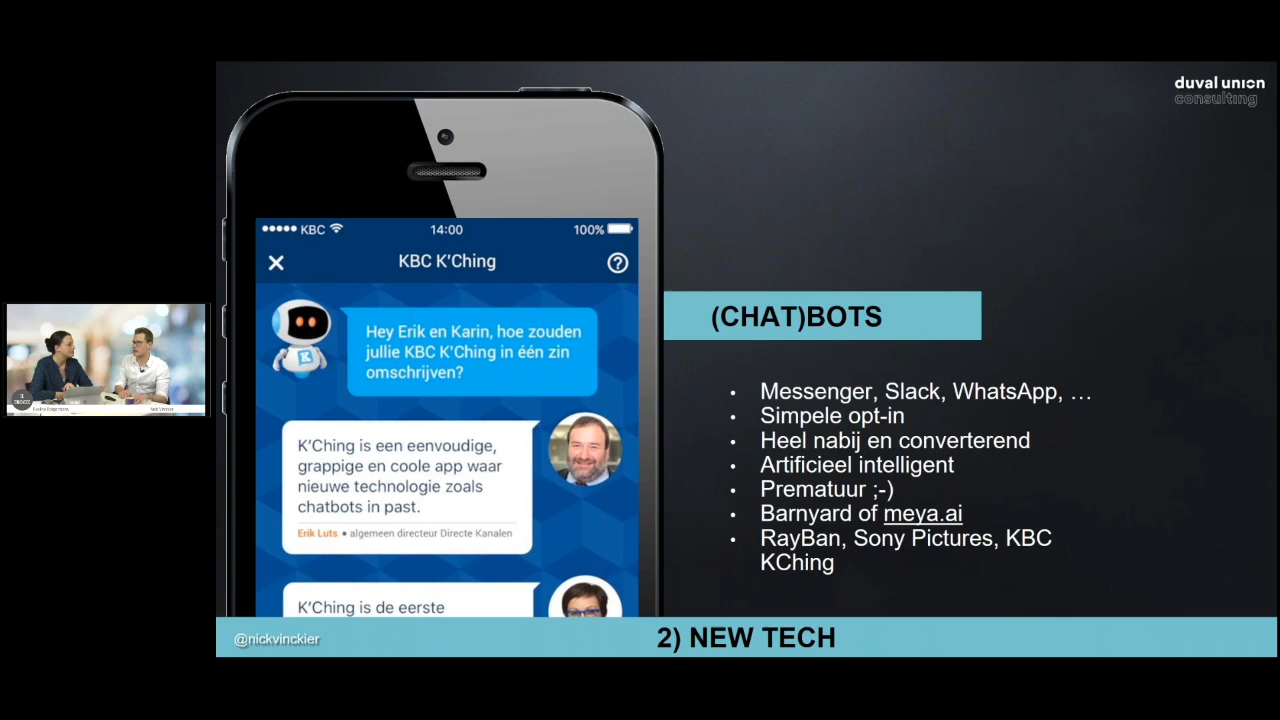 duval union
consulting
KBC
14:00
100%
KBC K'Ching
Hey Erik en Karin, hoe zouden
jullie KBC K'Ching in één zin
omschrijven?
K'Ching is een eenvoudige,
grappige en coole app waar
nieuwe technologie zoals
chatbots in past.
Erik Luts • algemeen directeur Directe Kanalen
K'Ching is de eerste
(CHAT)BOTS
• Messenger, Slack, WhatsApp, …
• Simpele opt-in
• Heel nabij en converterend
• Artificieel intelligent
• Prematuur ;-)
• Barnyard of meya.ai
• RayBan, Sony Pictures, KBC
KChing
@nickvinckier
2) NEW TECH